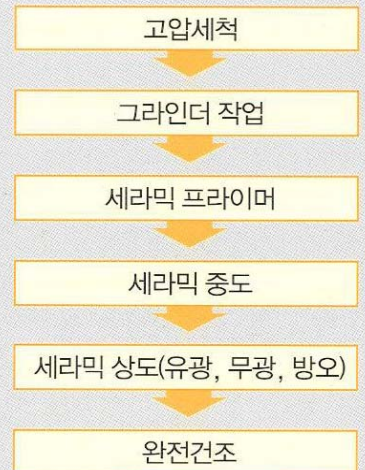 고압세척
그라인더 작업
세라믹 프라이머
세라믹 중도
세라믹 상도(유광, 무광, 방오)
완전건조